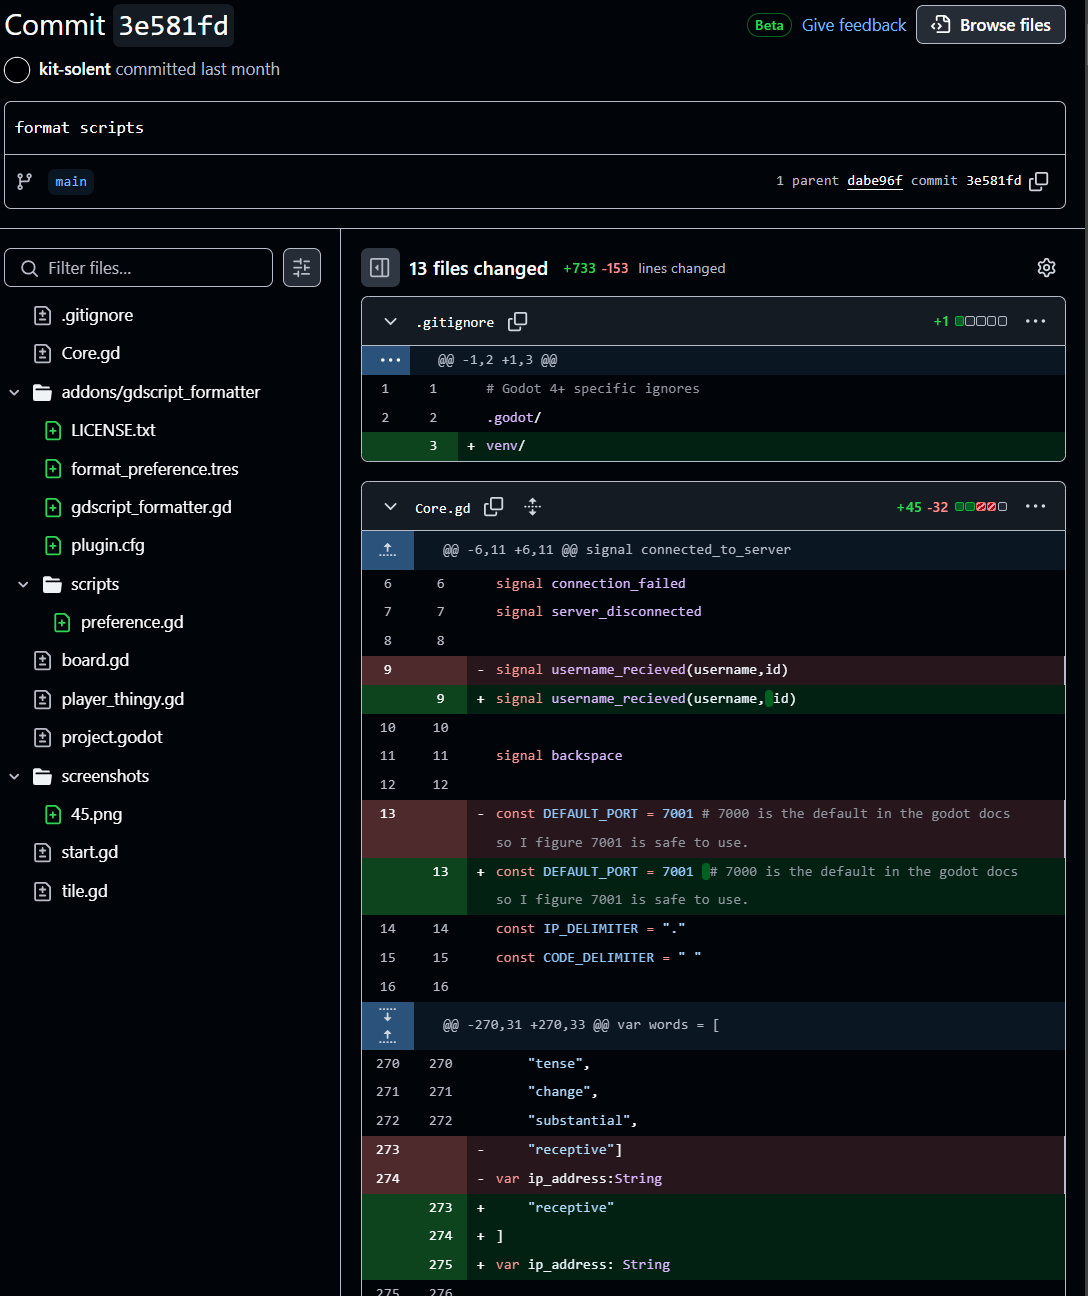 Commit 3e581fd
Beta Give feedback Browse files
kit-solent committed last month
format scripts
main
1 parent dabe96f commit 3e581fd
Filter files...
.gitignore
Core.gd
addons/gdscript_formatter
LICENSE.txt
format_preference.tres
gdscript_formatter.gd
plugin.cfg
scripts
preference.gd
board.gd
player_thingy.gd
project.godot
screenshots
45.png
start.gd
tile.gd
13 files changed +733 -153 lines changed
.gitignore +1
@@ -1,2 +1,3 @@
1 1 # Godot 4+ specific ignores
2 2 .godot/
3 + venv/
Core.gd +45 -32
@@ -6,11 +6,11 @@ signal connected_to_server
6 6 signal connection_failed
7 7 signal server_disconnected
8 8
9 - signal username_recieved(username,id)
9 + signal username_recieved(username, id)
10 10
11 11 signal backspace
12 12
13 - const DEFAULT_PORT = 7001 # 7000 is the default in the godot docs
so I figure 7001 is safe to use.
13 + const DEFAULT_PORT = 7001  # 7000 is the default in the godot docs
so I figure 7001 is safe to use.
14 14 const IP_DELIMITER = "."
15 15 const CODE_DELIMITER = " "
16 16
@@ -270,31 +270,33 @@ var words = [
270 270 "tense",
271 271 "change",
272 272 "substantial",
273 - "receptive"]
274 - var ip_address:String
273 + "receptive"
274 + ]
275 + var ip_address: String
275 276